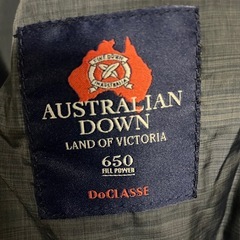 AUSTRALIAN
DOWN
LAND OF VICTORIA
650
FILL POWER
DoCLASSE